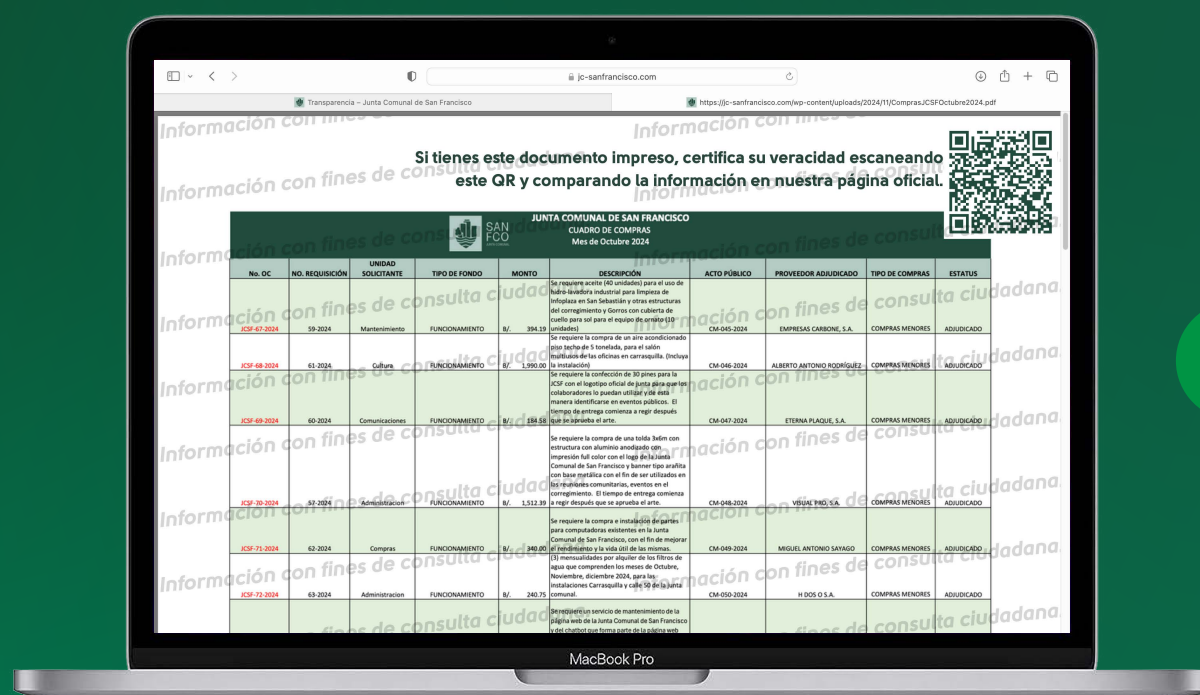 jc-sanfrancisco.com
Transparencia – Junta Comunal de San Francisco
https://jc-sanfrancisco.com/wp-content/uploads/2024/11/ComprasJCSFOctubre2024.pdf
Si tienes este documento impreso, certifica su veracidad escaneando
este QR y comparando la información en nuestra página oficial.
SAN
FCO
JUNTA COMUNAL DE SAN FRANCISCO
CUADRO DE COMPRAS
Mes de Octubre 2024
No. OC NO. REQUISICIÓN UNIDAD SOLICITANTE TIPO DE FONDO MONTO DESCRIPCIÓN ACTO PÚBLICO PROVEEDOR ADJUDICADO TIPO DE COMPRAS ESTATUS
Se requiere aceite (40 unidades) para el uso de
hidro-lavadora industrial para limpieza de
Infoplaza en San Sebastián y otras estructuras
del corregimiento y Gorros con cubierta de
cuello para sol para el equipo de ornato (10
JCSF-67-2024 59-2024 Mantenimiento FUNCIONAMIENTO B/. 394.19 unidades) CM-045-2024 EMPRESAS CARBONE, S.A. COMPRAS MENORES ADJUDICADO
Se requiere la compra de un aire acondicionado
piso techo de 5 tonelada, para el salón
multiusos de las oficinas en carrasquilla. (Incluya
JCSF-68-2024 61-2024 Cultura FUNCIONAMIENTO B/. 1,990.00 la instalación) CM-046-2024 ALBERTO ANTONIO RODRÍGUEZ COMPRAS MENORES ADJUDICADO
Se requiere la confección de 30 pines para la
JCSF con el logotipo oficial de junta para que los
colaboradores lo puedan utilizar y de esta
manera identificarse en eventos públicos. El
tiempo de entrega comienza a regir después
JCSF-69-2024 60-2024 Comunicaciones FUNCIONAMIENTO B/. 184.58 que se aprueba el arte. CM-047-2024 ETERNA PLAQUE, S.A. COMPRAS MENORES ADJUDICADO
Se requiere la compra de una tolda 3x6m con
estructura con aluminio anodizado con
impresión full color con el logo de la Junta
Comunal de San Francisco y banner tipo arañita
con base metálica con el fin de ser utilizados en
las reuniones comunitarias, eventos en el
corregimiento. El tiempo de entrega comienza
JCSF-70-2024 57-2024 Administracion FUNCIONAMIENTO B/. 1,512.39 a regir después que se aprueba el arte. CM-048-2024 VISUAL PRO, S.A. COMPRAS MENORES ADJUDICADO
Se requiere la compra e instalación de partes
para computadoras existentes en la Junta
Comunal de San Francisco, con el fin de mejorar
JCSF-71-2024 62-2024 Compras FUNCIONAMIENTO B/. 340.00 el rendimiento y la vida útil de las mismas. CM-049-2024 MIGUEL ANTONIO SAYAGO COMPRAS MENORES ADJUDICADO
(3) mensualidades por alquiler de los filtros de
agua que comprenden los meses de Octubre,
Noviembre, diciembre 2024, para las
instalaciones Carrasquilla y calle 50 de la junta
JCSF-72-2024 63-2024 Administracion FUNCIONAMIENTO B/. 240.75 comunal. CM-050-2024 H DOS O S.A. COMPRAS MENORES ADJUDICADO
Se requiere un servicio de mantenimiento de la
página web de la Junta Comunal de San Francisco
y del chatbot que forma parte de la página web
Información con fines de consulta ciudadana
MacBook Pro